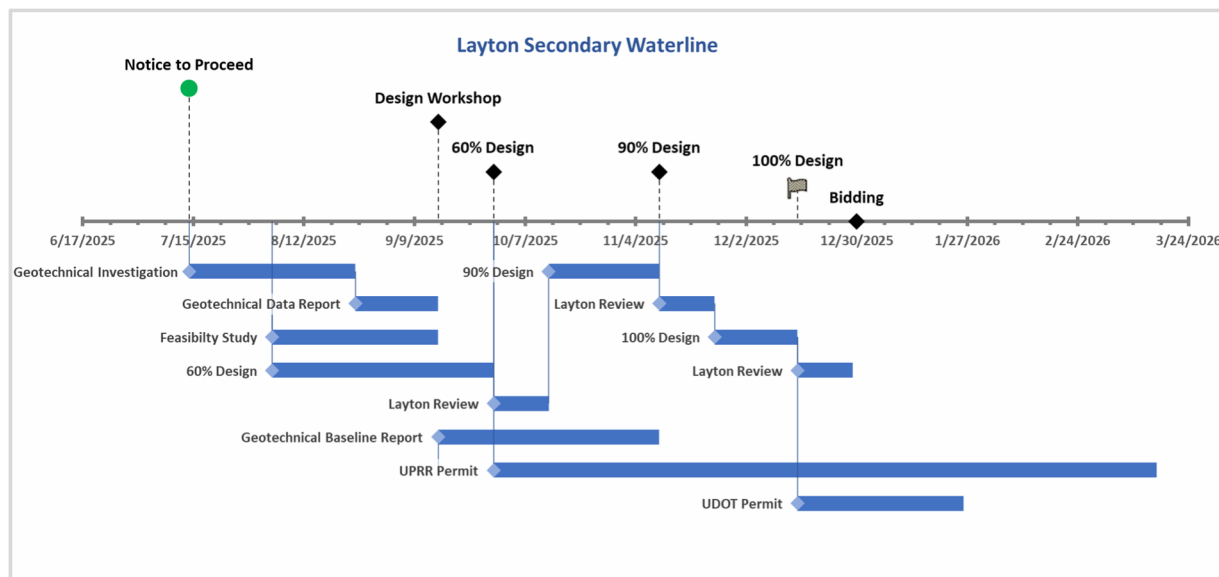 Layton Secondary Waterline
Notice to Proceed
Design Workshop
60% Design
90% Design
100% Design
Bidding
6/17/2025
7/15/2025
8/12/2025
9/9/2025
10/7/2025
11/4/2025
12/2/2025
12/30/2025
1/27/2026
2/24/2026
3/24/2026
Geotechnical Investigation
90% Design
Geotechnical Data Report
Layton Review
Feasibilty Study
100% Design
60% Design
Layton Review
Layton Review
Geotechnical Baseline Report
UPRR Permit
UDOT Permit